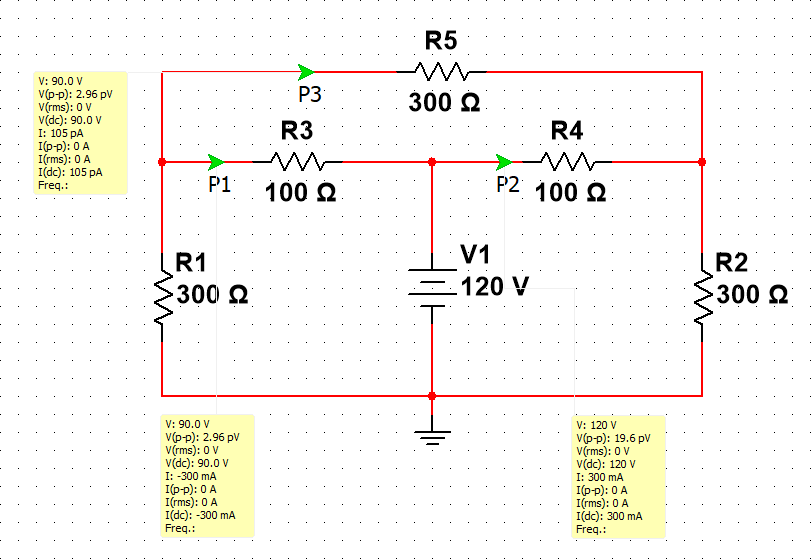 R5
300 Ω
P3
V: 90.0 V
V(p-p): 2.96 pV
V(rms): 0 V
V(dc): 90.0 V
I: 105 pA
I(p-p): 0 A
I(rms): 0 A
I(dc): 105 pA
Freq.:
R3
100 Ω
P1
R4
100 Ω
P2
R1
300 Ω
V1
120 V
R2
300 Ω
V: 90.0 V
V(p-p): 2.96 pV
V(rms): 0 V
V(dc): 90.0 V
I: -300 mA
I(p-p): 0 A
I(rms): 0 A
I(dc): -300 mA
Freq.:
V: 120 V
V(p-p): 19.6 pV
V(rms): 0 V
V(dc): 120 V
I: 300 mA
I(p-p): 0 A
I(rms): 0 A
I(dc): 300 mA
Freq.: